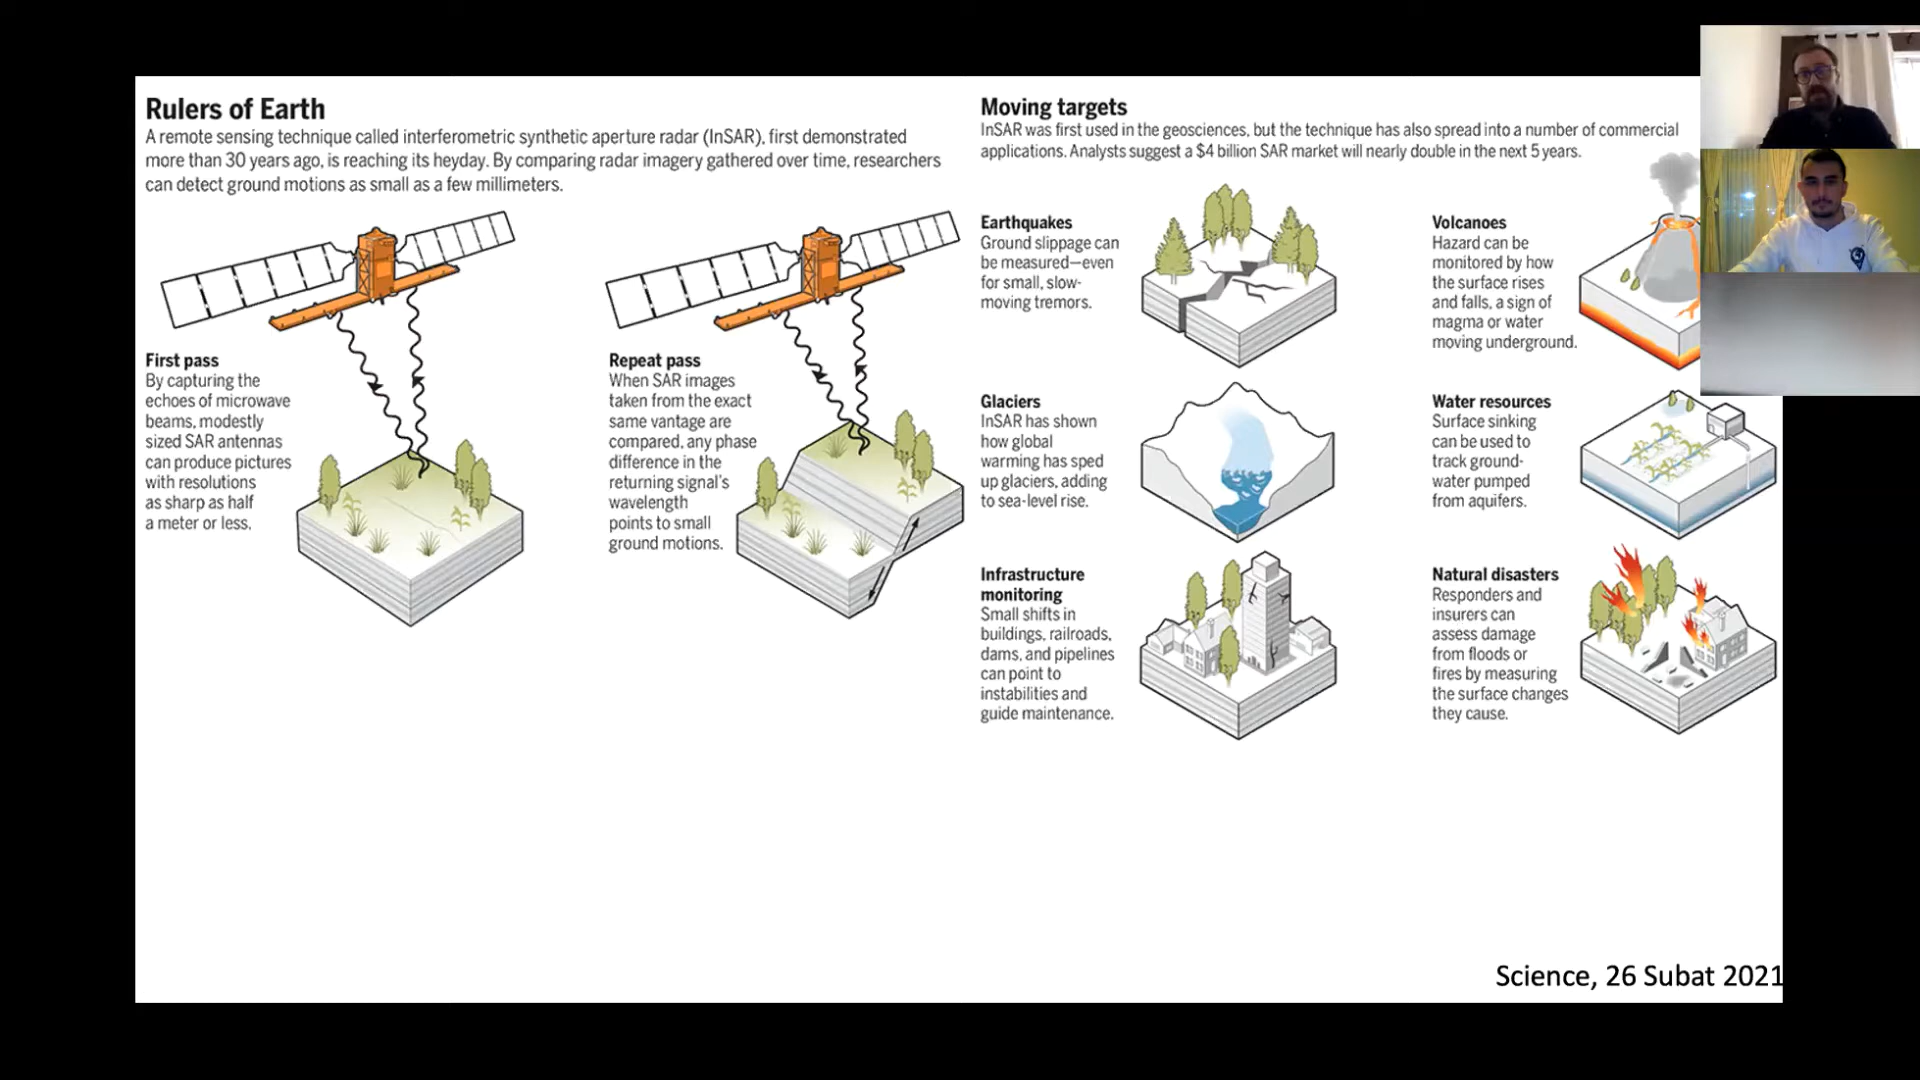 Rulers of Earth
A remote sensing technique called interferometric synthetic aperture radar (InSAR), first demonstrated
more than 30 years ago, is reaching its heyday. By comparing radar imagery gathered over time, researchers
can detect ground motions as small as a few millimeters.
First pass
By capturing the
echoes of microwave
beams, modestly
sized SAR antennas
can produce pictures
with resolutions
as sharp as half
a meter or less.
Repeat pass
When SAR images
taken from the exact
same vantage are
compared, any phase
difference in the
returning signal's
wavelength
points to small
ground motions.
Moving targets
InSAR was first used in the geosciences, but the technique has also spread into a number of commercial
applications. Analysts suggest a $4 billion SAR market will nearly double in the next 5 years.
Earthquakes
Ground slippage can
be measured—even
for small, slow-
moving tremors.
Volcanoes
Hazard can be
monitored by how
the surface rises
and falls, a sign of
magma or water
moving underground.
Glaciers
InSAR has shown
how global
warming has sped
up glaciers, adding
to sea-level rise.
Water resources
Surface sinking
can be used to
track ground-
water pumped
from aquifers.
Infrastructure
monitoring
Small shifts in
buildings, railroads,
dams, and pipelines
can point to
instabilities and
guide maintenance.
Natural disasters
Responders and
insurers can
assess damage
from floods or
fires by measuring
the surface changes
they cause.
Science, 26 Subat 2021